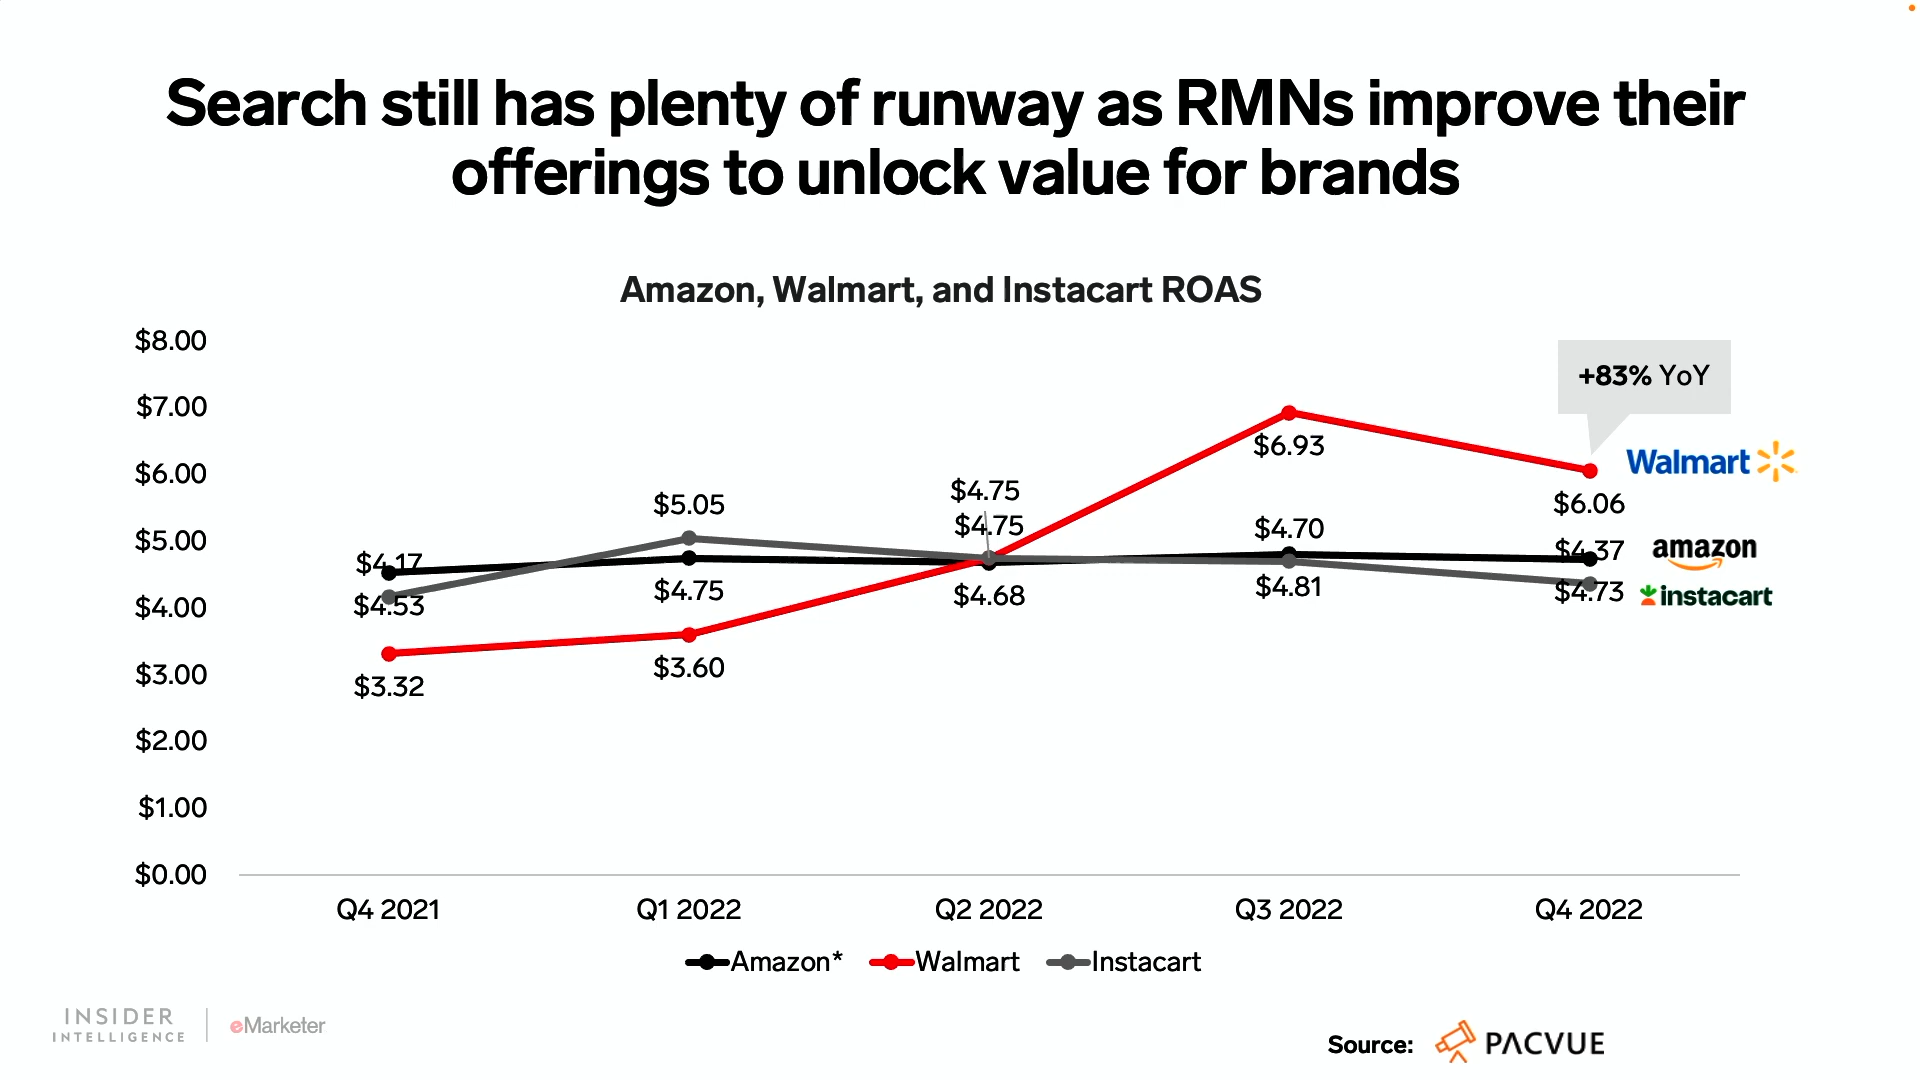 Search still has plenty of runway as RMNs improve their
offerings to unlock value for brands
Amazon, Walmart, and Instacart ROAS
$8.00
$7.00
$6.00
$5.00
$4.00
$3.00
$2.00
$1.00
$0.00
$4.17
$4.53
$3.32
$5.05
$4.75
$3.60
$4.75
$4.75
$4.68
$6.93
$4.70
$4.81
+83% YoY
$6.06
$4.37
$4.73
Walmart
amazon
instacart
Q4 2021 Q1 2022 Q2 2022 Q3 2022 Q4 2022
Amazon* Walmart Instacart
INSIDER
INTELLIGENCE
eMarketer
Source: PACVUE